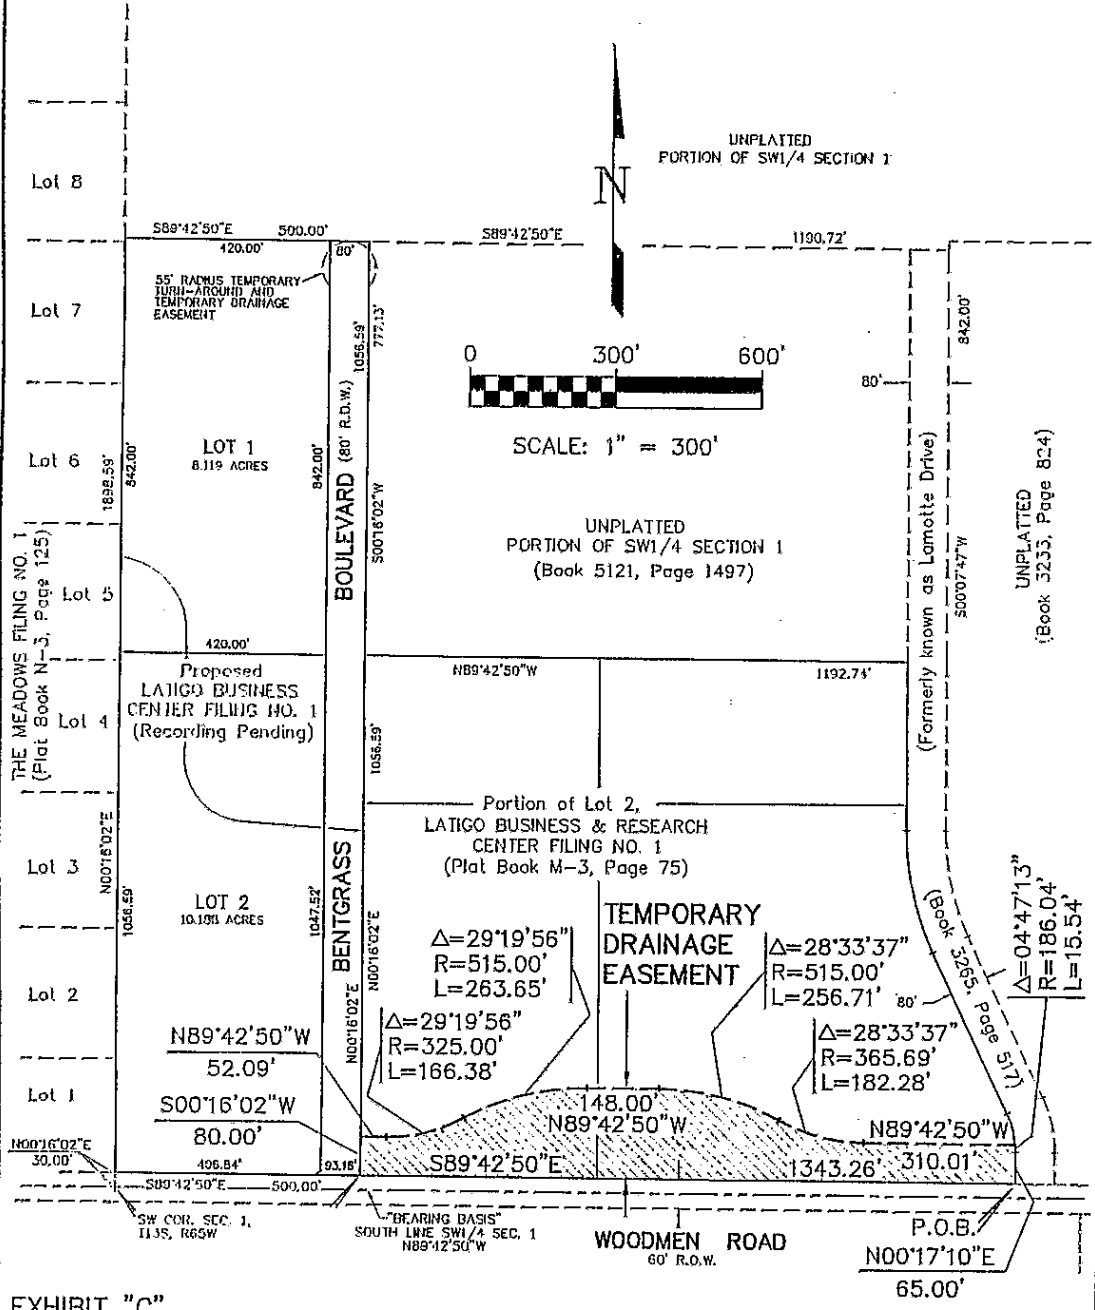 UNPLATTED
PORTION OF SW1/4 SECTION 1
N
Lot 8
S89°42'50"E 500.00'
420.00'
80'
S89°42'50"E
1190.72'
55' RADIUS TEMPORARY
TURN-AROUND AND
TEMPORARY DRAINAGE
EASEMENT
Lot 7
777.13'
1056.59'
842.00'
0 300' 600'
80'
SCALE: 1" = 300'
Lot 6
LOT 1
8.119 ACRES
1898.59'
842.00'
842.00'
BOULEVARD (80' R.O.W.)
S00°16'02"W
UNPLATTED
PORTION OF SW1/4 SECTION 1
(Book 5121, Page 1497)
(Formerly known as Lamotte Drive)
S00°07'47"W
UNPLATTED
(Book 3233, Page 824)
THE MEADOWS FILING NO. 1
(Plat Book N-3, Page 125)
Lot 5
420.00'
N89°42'50"W
1192.74'
Proposed
LATIGO BUSINESS
CENTER FILING NO. 1
(Recording Pending)
Lot 4
1056.59'
Portion of Lot 2,
LATIGO BUSINESS & RESEARCH
CENTER FILING NO. 1
(Plat Book M-3, Page 75)
N00°16'02"E
Lot 3
LOT 2
1056.59'
1047.52'
BENTGRASS
N00°16'02"E
N00°16'02"E
TEMPORARY
DRAINAGE
EASEMENT
Δ=29°19'56"
R=515.00'
L=263.65'
Δ=28°33'37"
R=515.00'
L=256.71'
80'
(Book 3265, Page 517)
Δ=04°47'13"
R=186.04'
L=15.54'
Lot 2
Δ=29°19'56"
R=325.00'
L=166.38'
Δ=28°33'37"
R=365.69'
L=182.28'
N89°42'50"W
52.09'
Lot 1
S00°16'02"W
80.00'
148.00'
N89°42'50"W
N89°42'50"W
310.01'
N00°16'02"E
30.00'
93.16'
S89°42'50"E
1343.26'
S89°42'50"E 500.00'
SW COR. SEC. 1,
R65W
"BEARING BASIS"
SOUTH LINE SW1/4 SEC. 1
N89°42'50"W
WOODMEN ROAD
60' R.O.W.
P.O.B.
N00°17'10"E
65.00'
EXHIBIT "C"